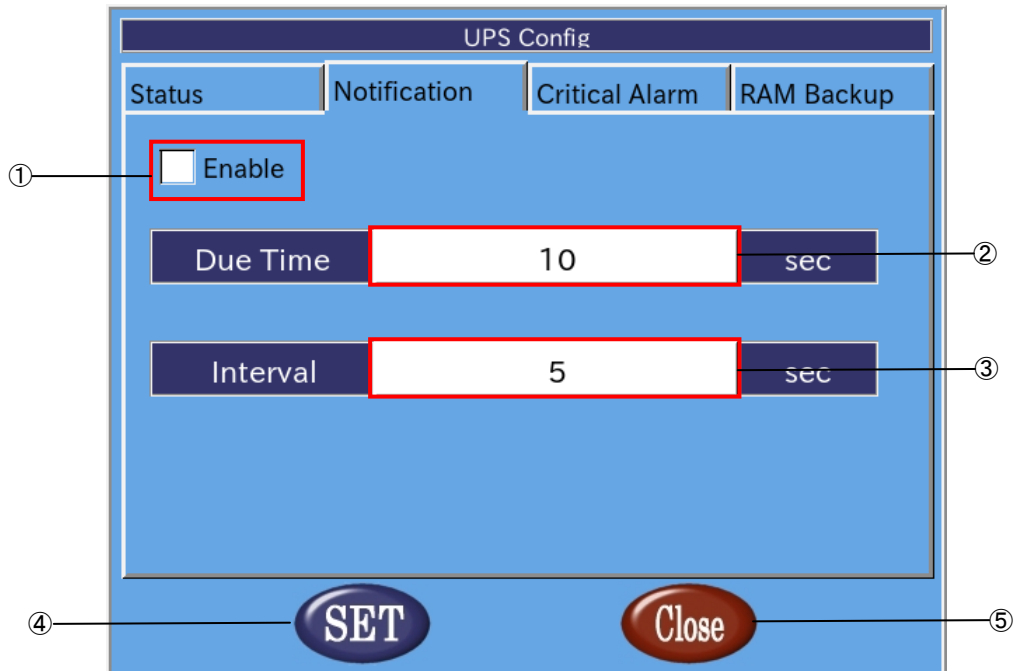 UPS Config
Status Notification Critical Alarm RAM Backup
① Enable
Due Time 10 sec ②
Interval 5 sec ③
④ SET Close ⑤